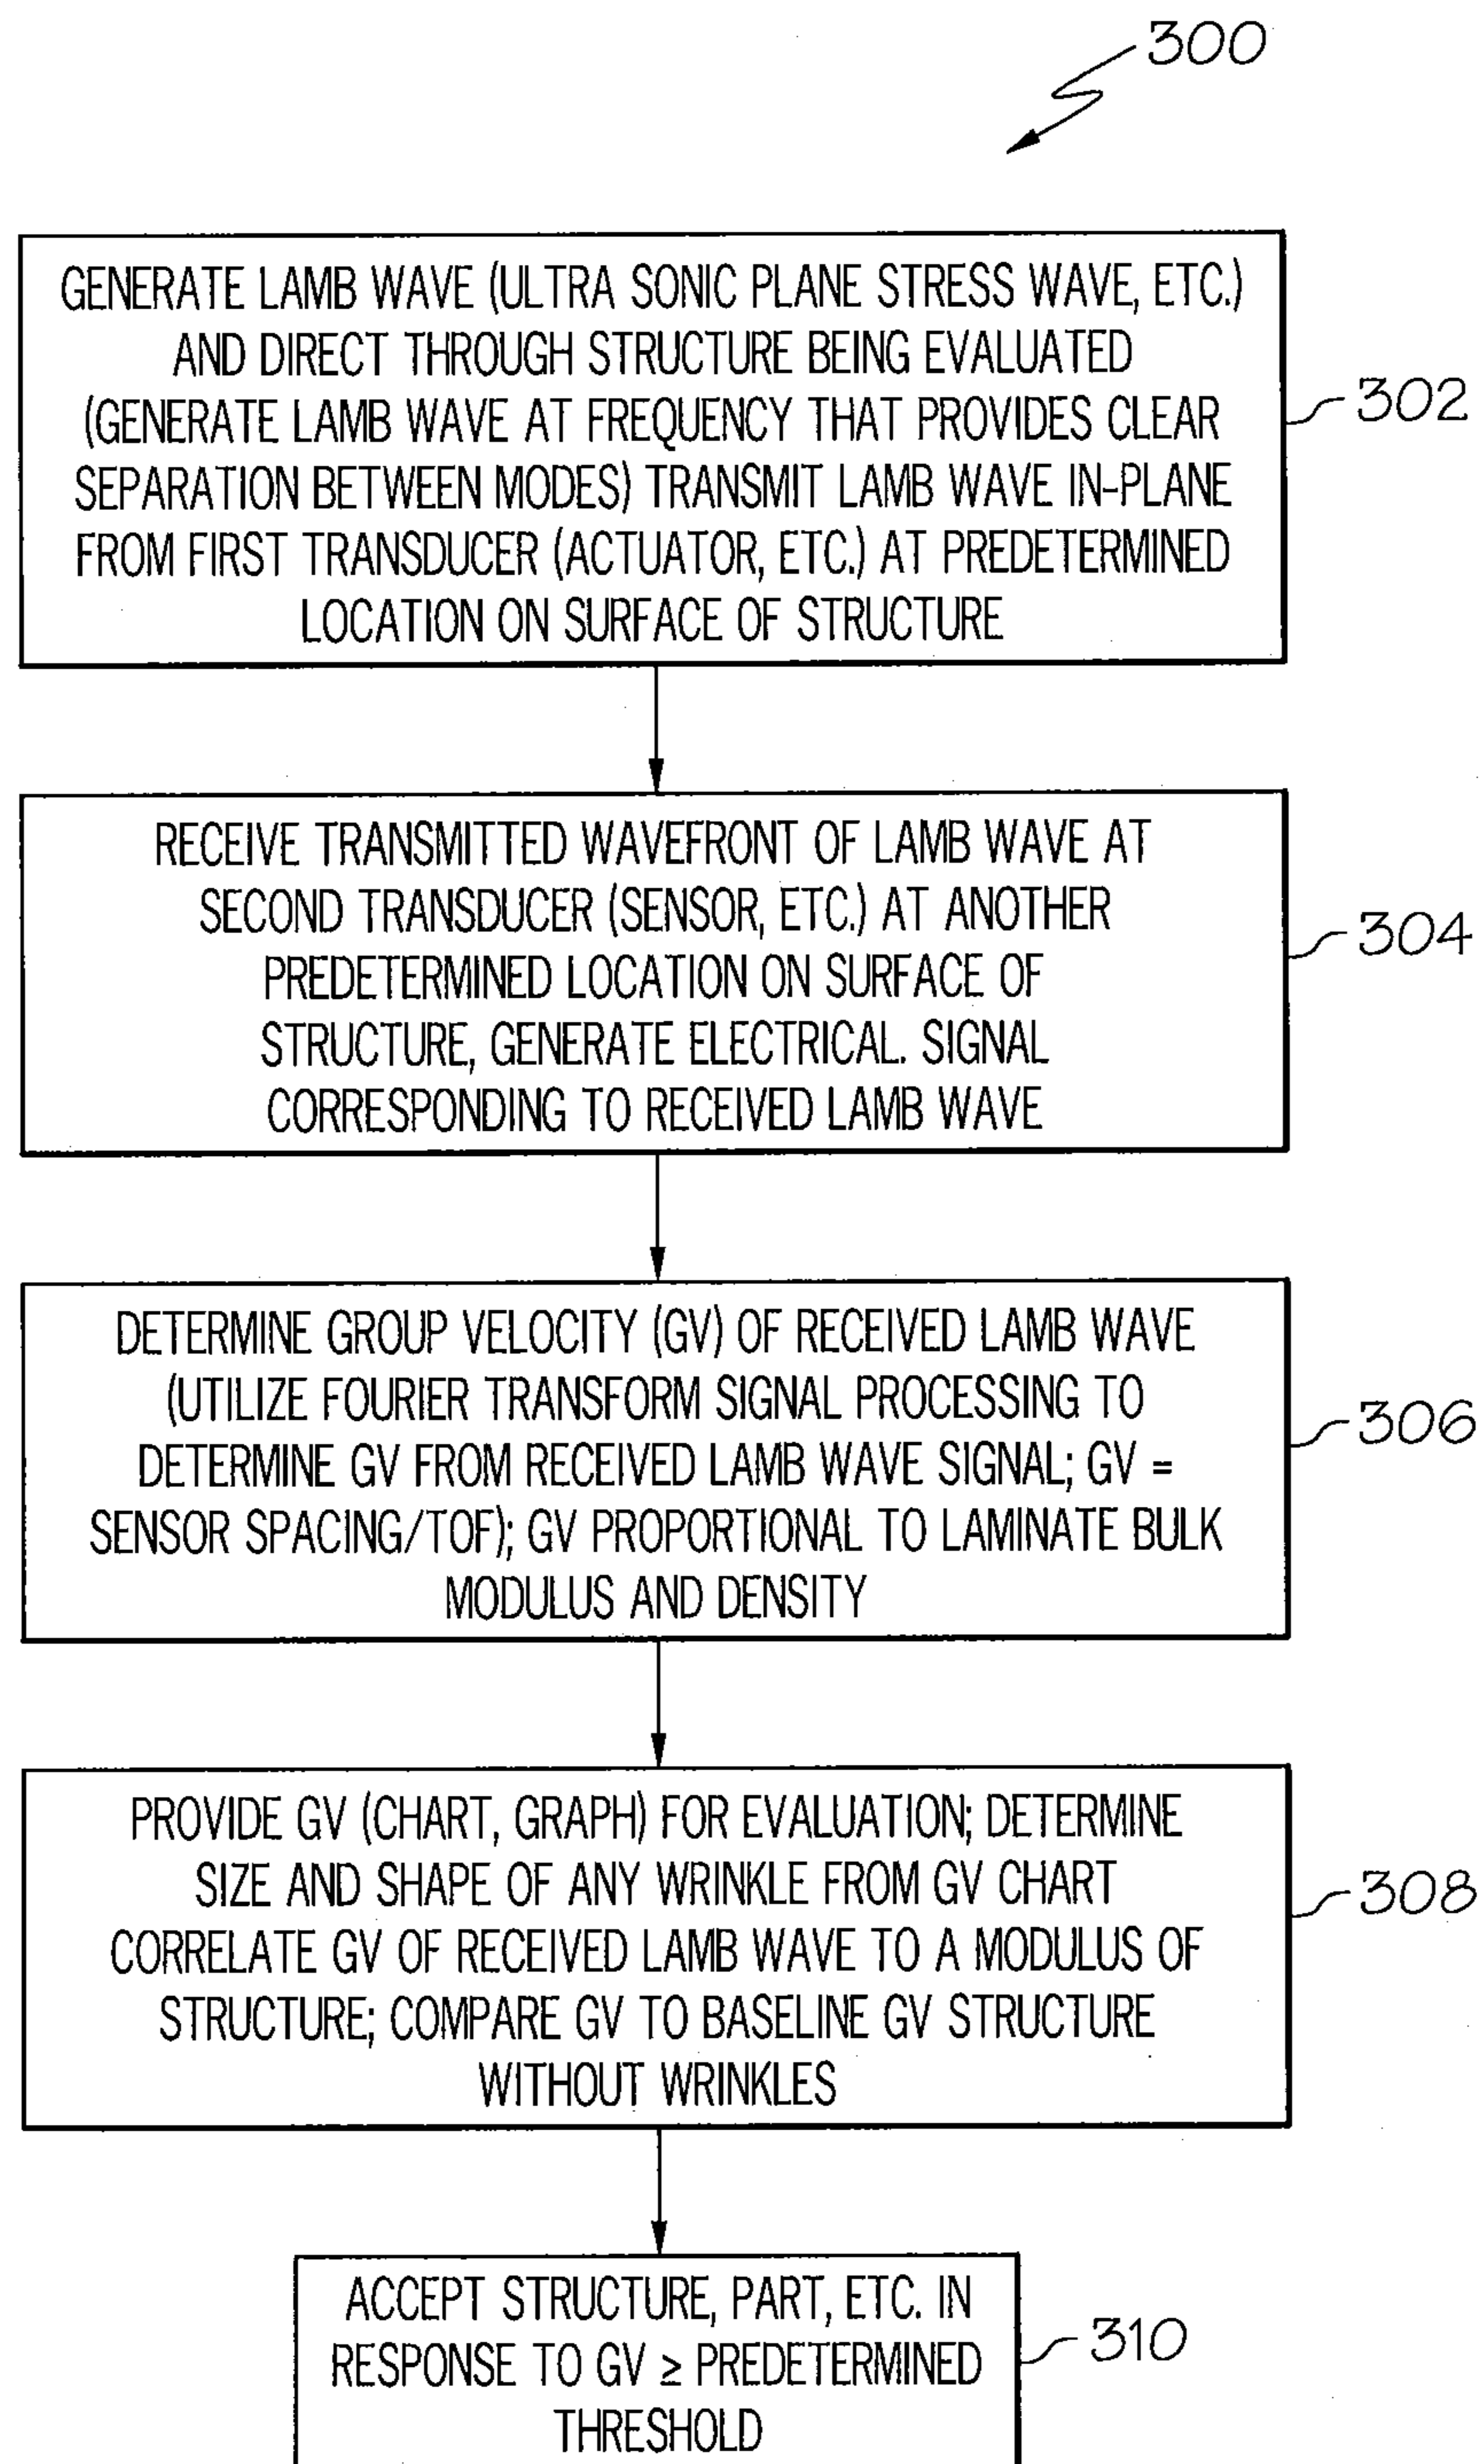 300
GENERATE LAMB WAVE (ULTRA SONIC PLANE STRESS WAVE, ETC.)
AND DIRECT THROUGH STRUCTURE BEING EVALUATED
(GENERATE LAMB WAVE AT FREQUENCY THAT PROVIDES CLEAR
SEPARATION BETWEEN MODES) TRANSMIT LAMB WAVE IN-PLANE
FROM FIRST TRANSDUCER (ACTUATOR, ETC.) AT PREDETERMINED
LOCATION ON SURFACE OF STRUCTURE
302
RECEIVE TRANSMITTED WAVEFRONT OF LAMB WAVE AT
SECOND TRANSDUCER (SENSOR, ETC.) AT ANOTHER
PREDETERMINED LOCATION ON SURFACE OF
STRUCTURE, GENERATE ELECTRICAL. SIGNAL
CORRESPONDING TO RECEIVED LAMB WAVE
304
DETERMINE GROUP VELOCITY (GV) OF RECEIVED LAMB WAVE
(UTILIZE FOURIER TRANSFORM SIGNAL PROCESSING TO
DETERMINE GV FROM RECEIVED LAMB WAVE SIGNAL; GV =
SENSOR SPACING/TOF); GV PROPORTIONAL TO LAMINATE BULK
MODULUS AND DENSITY
306
PROVIDE GV (CHART, GRAPH) FOR EVALUATION; DETERMINE
SIZE AND SHAPE OF ANY WRINKLE FROM GV CHART
CORRELATE GV OF RECEIVED LAMB WAVE TO A MODULUS OF
STRUCTURE; COMPARE GV TO BASELINE GV STRUCTURE
WITHOUT WRINKLES
308
ACCEPT STRUCTURE, PART, ETC. IN
RESPONSE TO GV ≥ PREDETERMINED
THRESHOLD
310